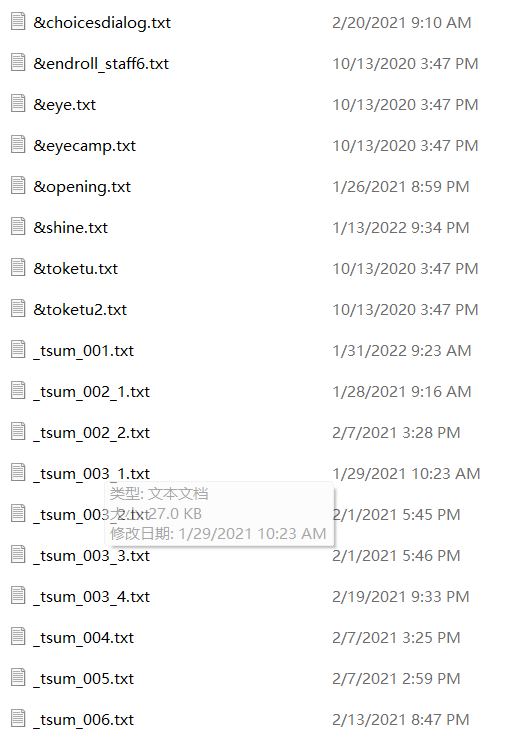 &choicesdialog.txt 2/20/2021 9:10 AM
&endroll_staff6.txt 10/13/2020 3:47 PM
&eye.txt 10/13/2020 3:47 PM
&eyecamp.txt 10/13/2020 3:47 PM
&opening.txt 1/26/2021 8:59 PM
&shine.txt 1/13/2022 9:34 PM
&toketu.txt 10/13/2020 3:47 PM
&toketu2.txt 10/13/2020 3:47 PM
_tsum_001.txt 1/31/2022 9:23 AM
_tsum_002_1.txt 1/28/2021 9:16 AM
_tsum_002_2.txt 2/7/2021 3:28 PM
_tsum_003_1.txt 1/29/2021 10:23 AM
类型: 文本文档
_tsum_003_2.txt 2/1/2021 5:45 PM
大小: 27.0 KB
修改日期: 1/29/2021 10:23 AM
_tsum_003_3.txt 2/1/2021 5:46 PM
_tsum_003_4.txt 2/19/2021 9:33 PM
_tsum_004.txt 2/7/2021 3:25 PM
_tsum_005.txt 2/7/2021 2:59 PM
_tsum_006.txt 2/13/2021 8:47 PM